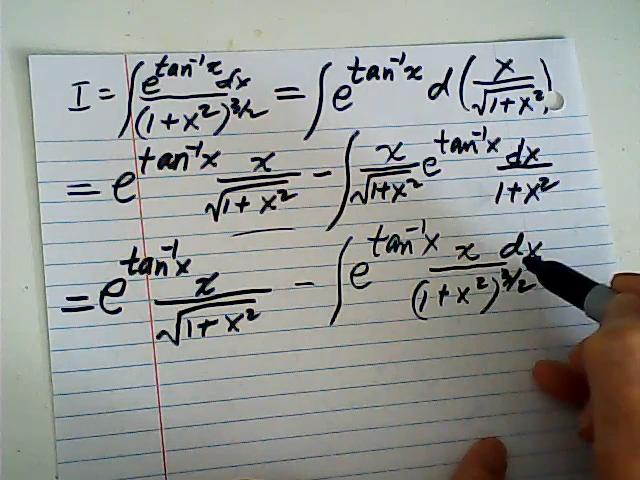 I = ∫ e^(tan⁻¹x) dx / (1+x²)^(3/2) = ∫ e^(tan⁻¹x) d(x/√(1+x²))
= e^(tan⁻¹x) x/√(1+x²) − ∫ x/√(1+x²) e^(tan⁻¹x) dx/(1+x²)
= e^(tan⁻¹x) x/√(1+x²) − ∫ e^(tan⁻¹x) x dx/(1+x²)^(3/2)